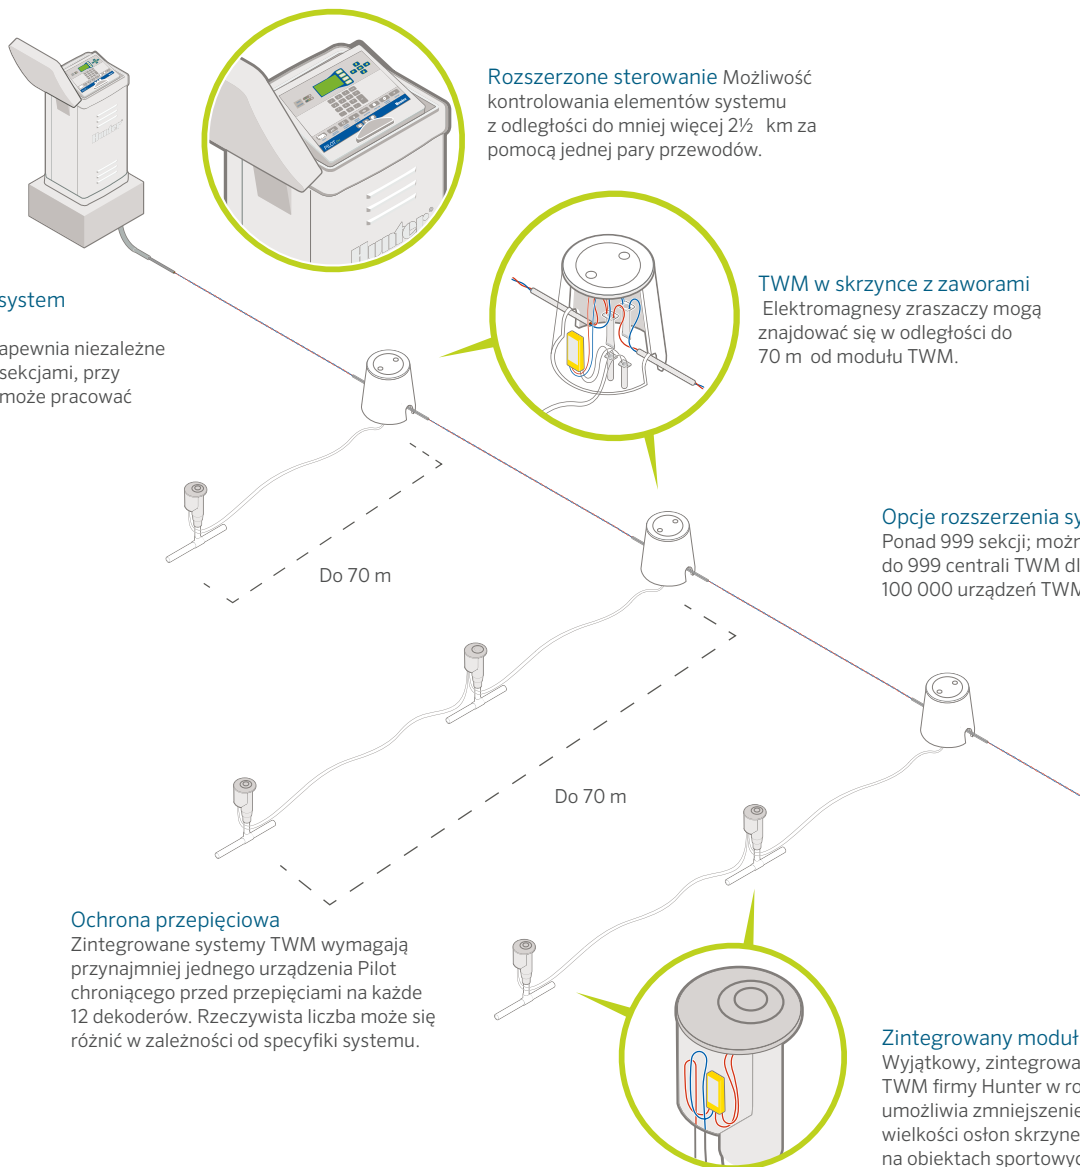 Rozszerzone sterowanie Możliwość
kontrolowania elementów systemu
z odległości do mniej więcej 2½ km za
pomocą jednej pary przewodów.
Hunter
PILOT
Hunter
system
apewnia niezależne
sekcjami, przy
może pracować
TWM w skrzynce z zaworami
Elektromagnesy zraszaczy mogą
znajdować się w odległości do
70 m od modułu TWM.
Do 70 m
Opcje rozszerzenia sy
Ponad 999 sekcji; możn
do 999 centrali TWM dl
100 000 urządzeń TWM
Do 70 m
Ochrona przepięciowa
Zintegrowane systemy TWM wymagają
przynajmniej jednego urządzenia Pilot
chroniącego przed przepięciami na każde
12 dekoderów. Rzeczywista liczba może się
różnić w zależności od specyfiki systemu.
Zintegrowany moduł
Wyjątkowy, zintegrowa
TWM firmy Hunter w ro
umożliwia zmniejszenie
wielkości osłon skrzyne
na obiektach sportowyc